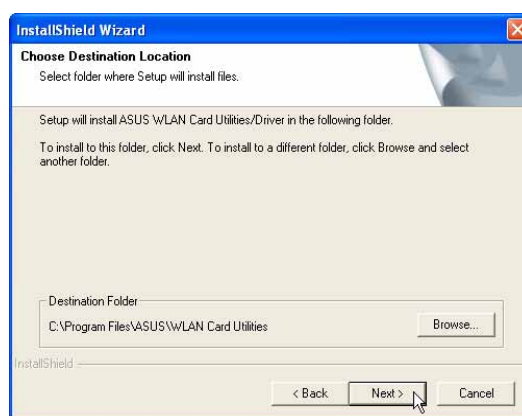 InstallShield Wizard
Choose Destination Location
Select folder where Setup will install files.
Setup will install ASUS WLAN Card Utilities/Driver in the following folder.
To install to this folder, click Next. To install to a different folder, click Browse and select
another folder.
Destination Folder
C:\Program Files\ASUS\WLAN Card Utilities
Browse...
InstallShield
< Back
Next >
Cancel